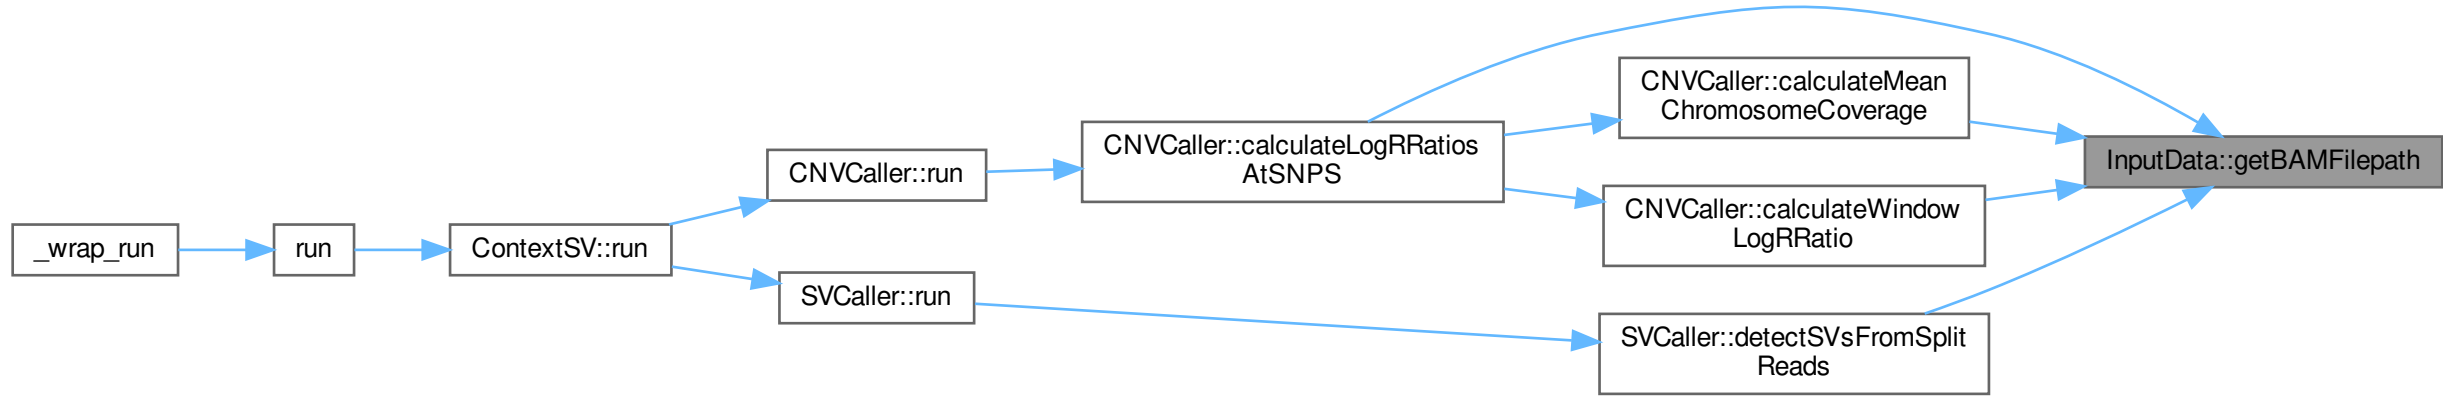 _wrap_run
run
ContextSV::run
CNVCaller::run
SVCaller::run
CNVCaller::calculateLogRRatios
AtSNPS
CNVCaller::calculateMean
ChromosomeCoverage
CNVCaller::calculateWindow
LogRRatio
SVCaller::detectSVsFromSplit
Reads
InputData::getBAMFilepath